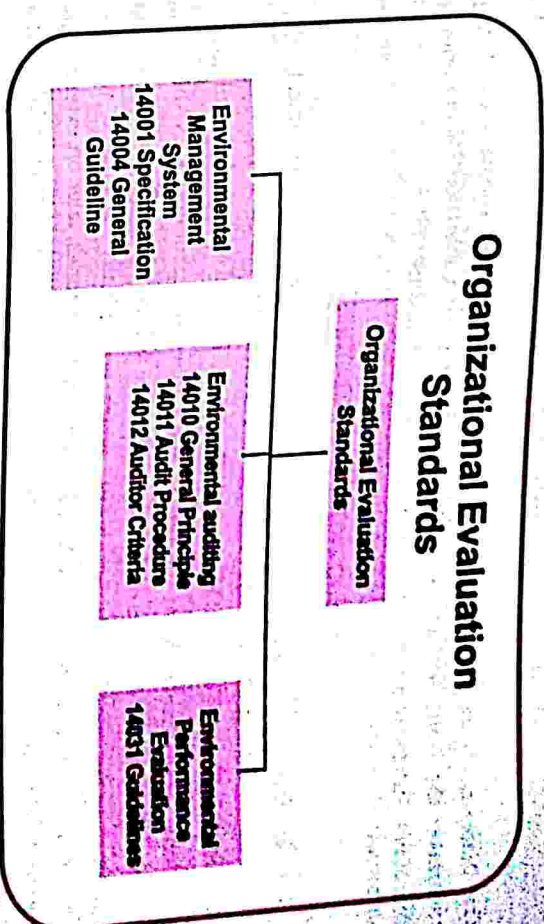 Organizational Evaluation
Standards
Organizational Evaluation
Standards
Environmental
Management
System
14001 Specification
14004 General
Guideline
Environmental auditing
14010 General Principle
14011 Audit Procedure
14012 Auditor Criteria
Environmental
Performance
Evaluation
14031 Guidelines